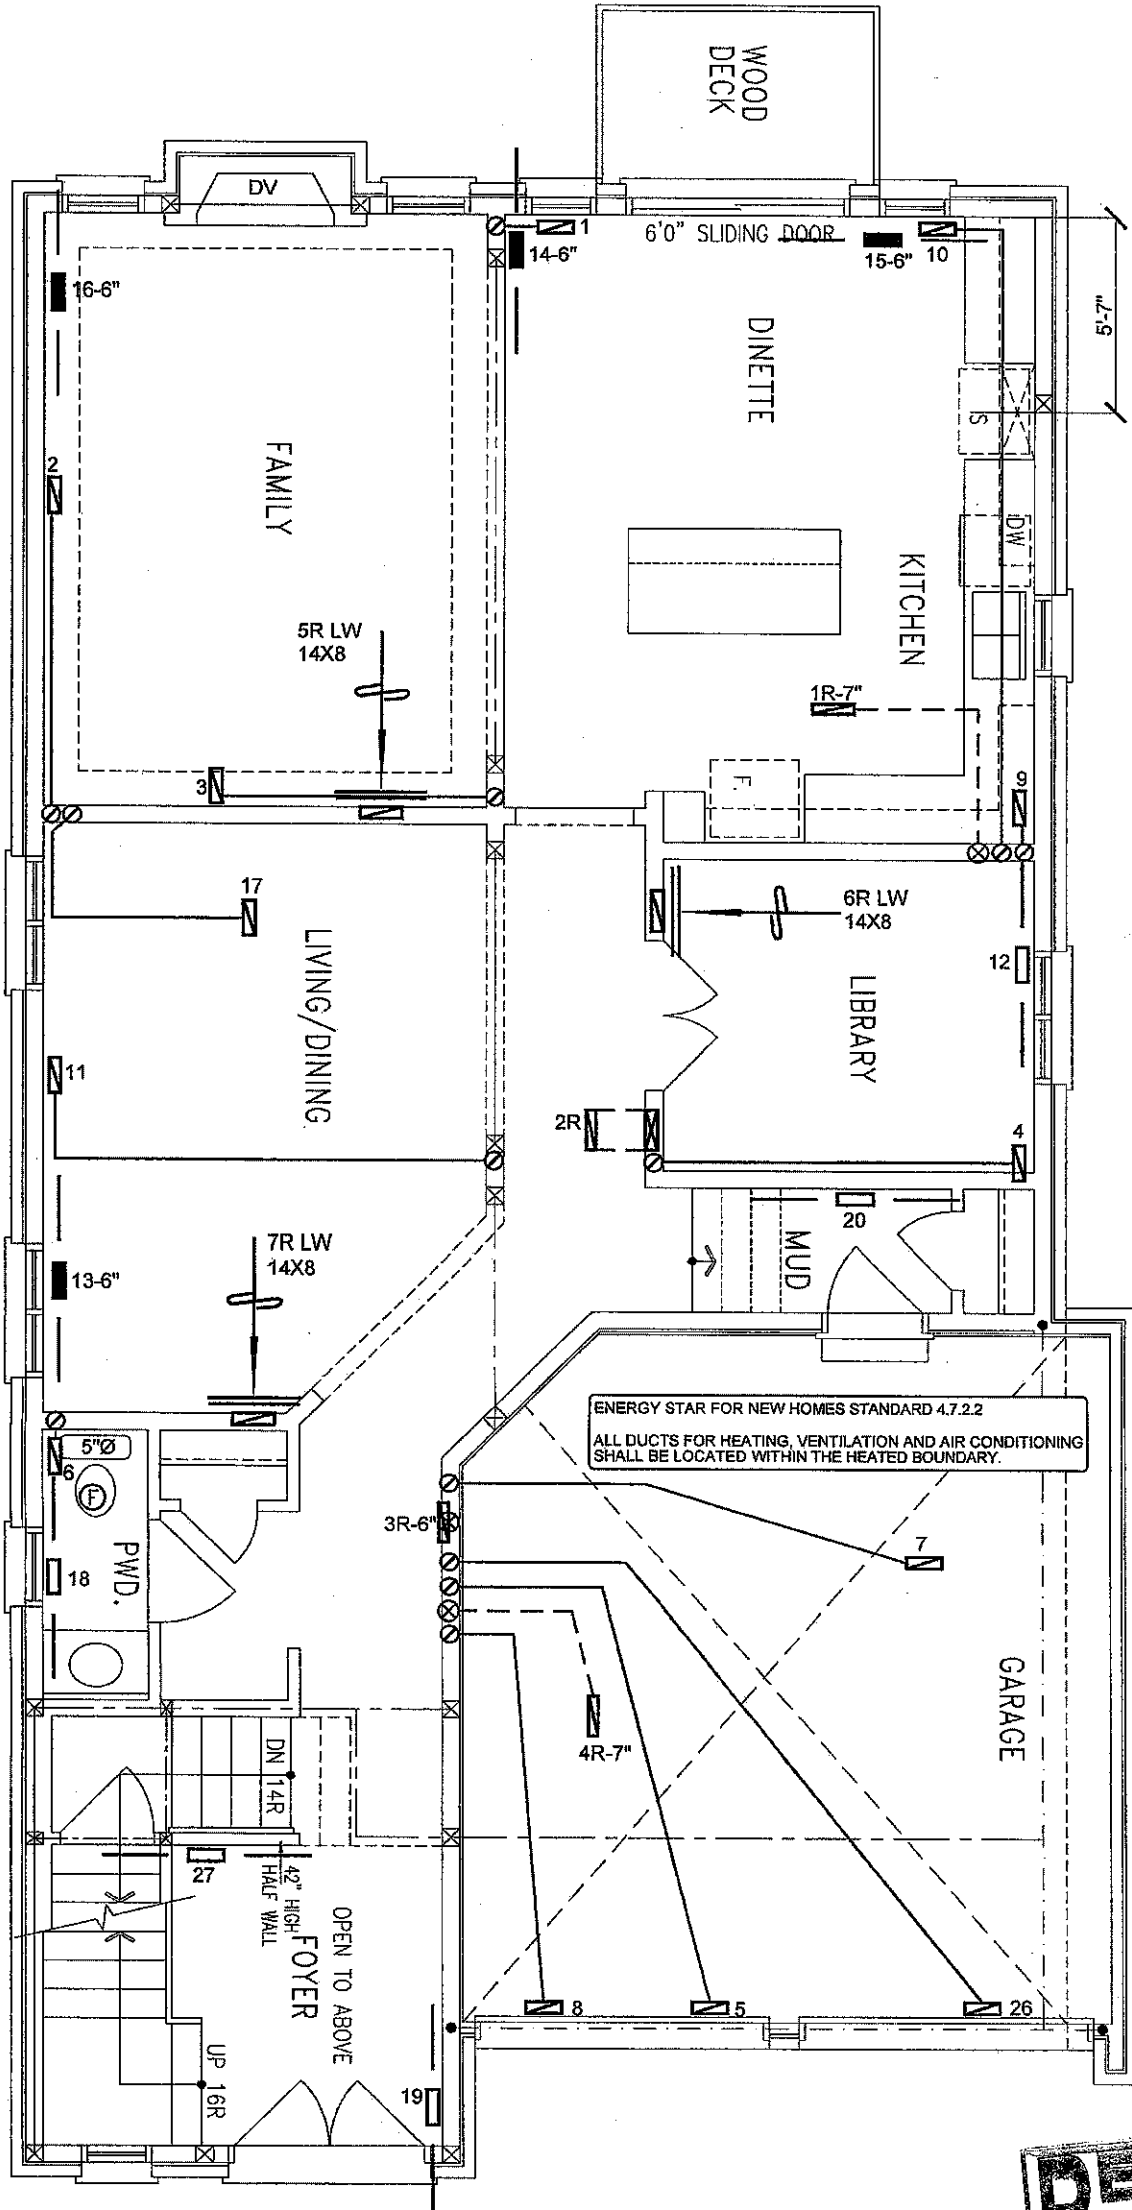 WOOD
DECK
DV
1
6'0" SLIDING DOOR
14-6"
15-6"
10
16-6"
5'-7"
DINETTE
S
FAMILY
2
DW
KITCHEN
5R LW
14X8
1R-7"
F.
3
9
17
6R LW
14X8
LIVING/DINING
12
LIBRARY
11
2R
4
20
MUD
7R LW
14X8
13-6"
ENERGY STAR FOR NEW HOMES STANDARD 4.7.2.2
ALL DUCTS FOR HEATING, VENTILATION AND AIR CONDITIONING
SHALL BE LOCATED WITHIN THE HEATED BOUNDARY.
5"Ø
6
F
3R-6"
7
PWD.
18
GARAGE
4R-7"
DN 14R
27
42" HIGH
HALF WALL
FOYER
OPEN TO ABOVE
8
5
26
UP 16R
19